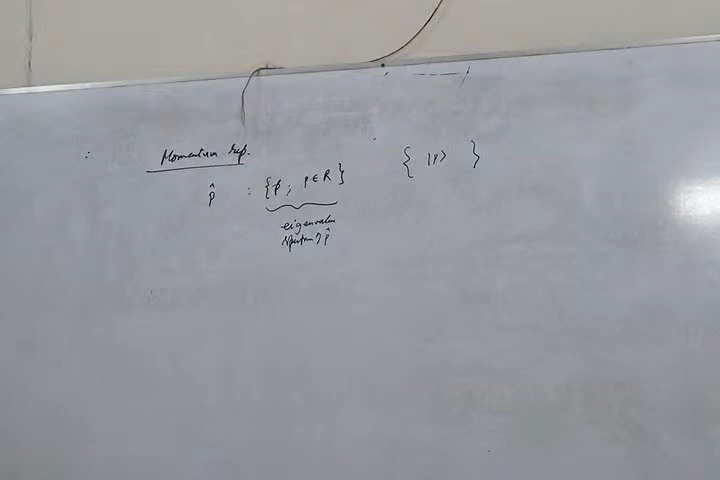 : Momentum rep. { |p> }
p̂ : {p; p ∈ R}
eigenvalue
spectrum of p̂